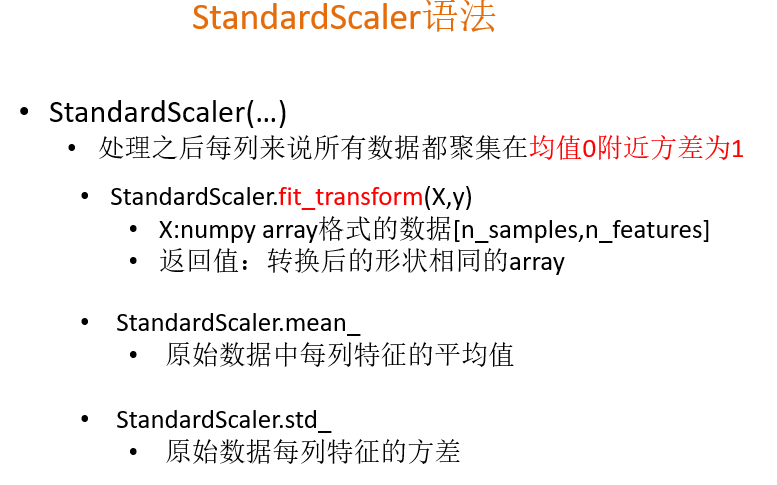 StandardScaler语法
• StandardScaler(…)
• 处理之后每列来说所有数据都聚集在均值0附近方差为1
• StandardScaler.fit_transform(X,y)
• X:numpy array格式的数据[n_samples,n_features]
• 返回值：转换后的形状相同的array
• StandardScaler.mean_
• 原始数据中每列特征的平均值
• StandardScaler.std_
• 原始数据每列特征的方差